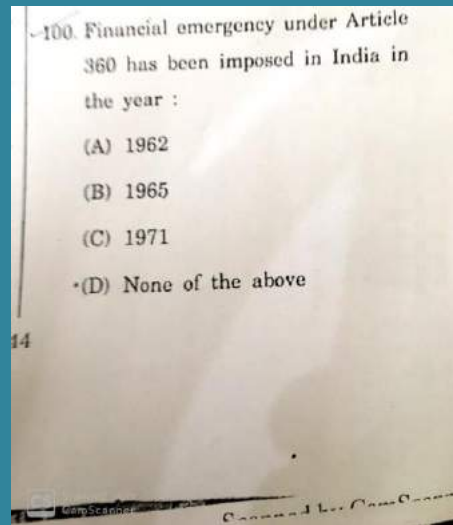 100. Financial emergency under Article
360 has been imposed in India in
the year :
(A) 1962
(B) 1965
(C) 1971
(D) None of the above
14
CS
CamScanner